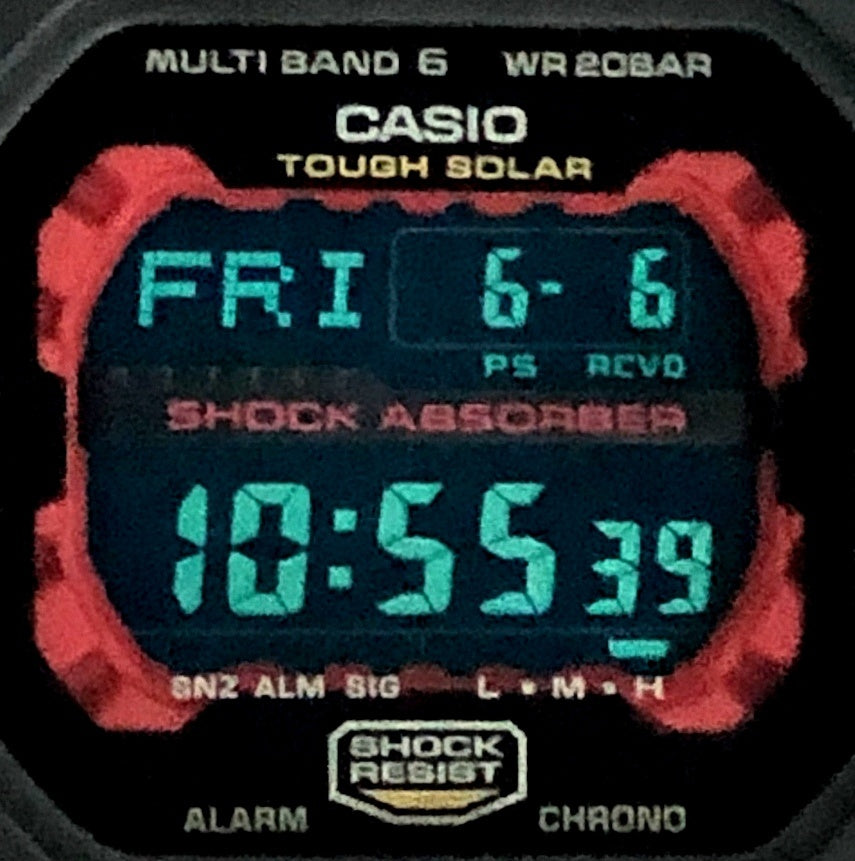 MULTI BAND 6 WR20BAR
CASIO
TOUGH SOLAR
FRI 6-6
PS RCVD
SHOCK ABSORBER
10:55 39
SNZ ALM SIG L • M • H
SHOCK
RESIST
ALARM CHRONO